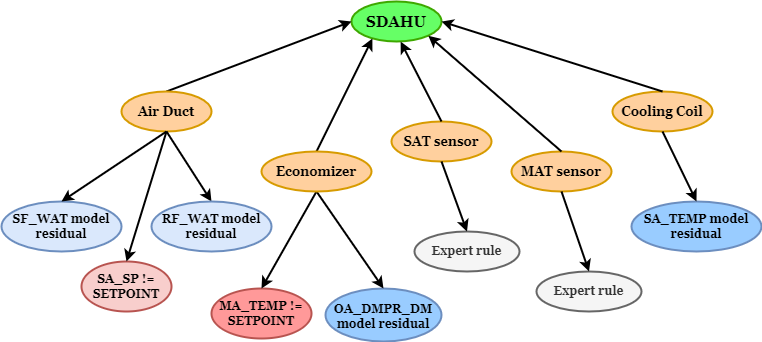 SDAHU
Air Duct
Cooling Coil
SAT sensor
Economizer
MAT sensor
SF_WAT model
residual
RF_WAT model
residual
SA_TEMP model
residual
Expert rule
SA_SP !=
SETPOINT
Expert rule
MA_TEMP !=
SETPOINT
OA_DMPR_DM
model residual